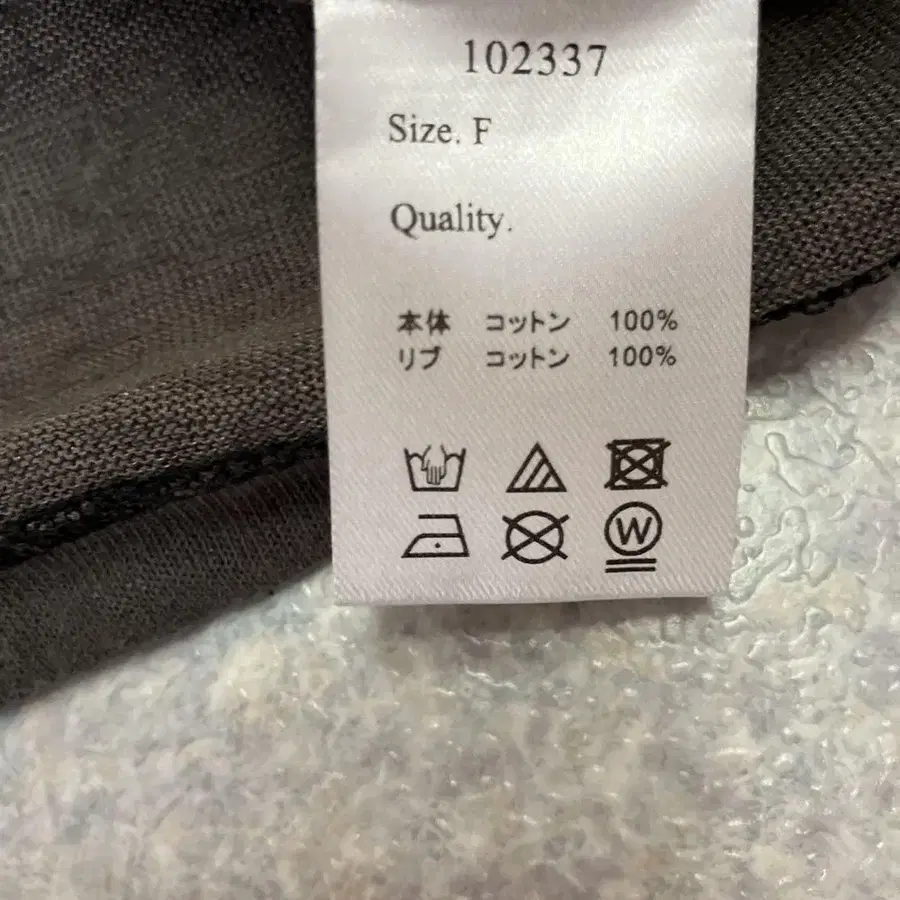 102337
Size. F
Quality.
本体 コットン 100%
リブ コットン 100%
W